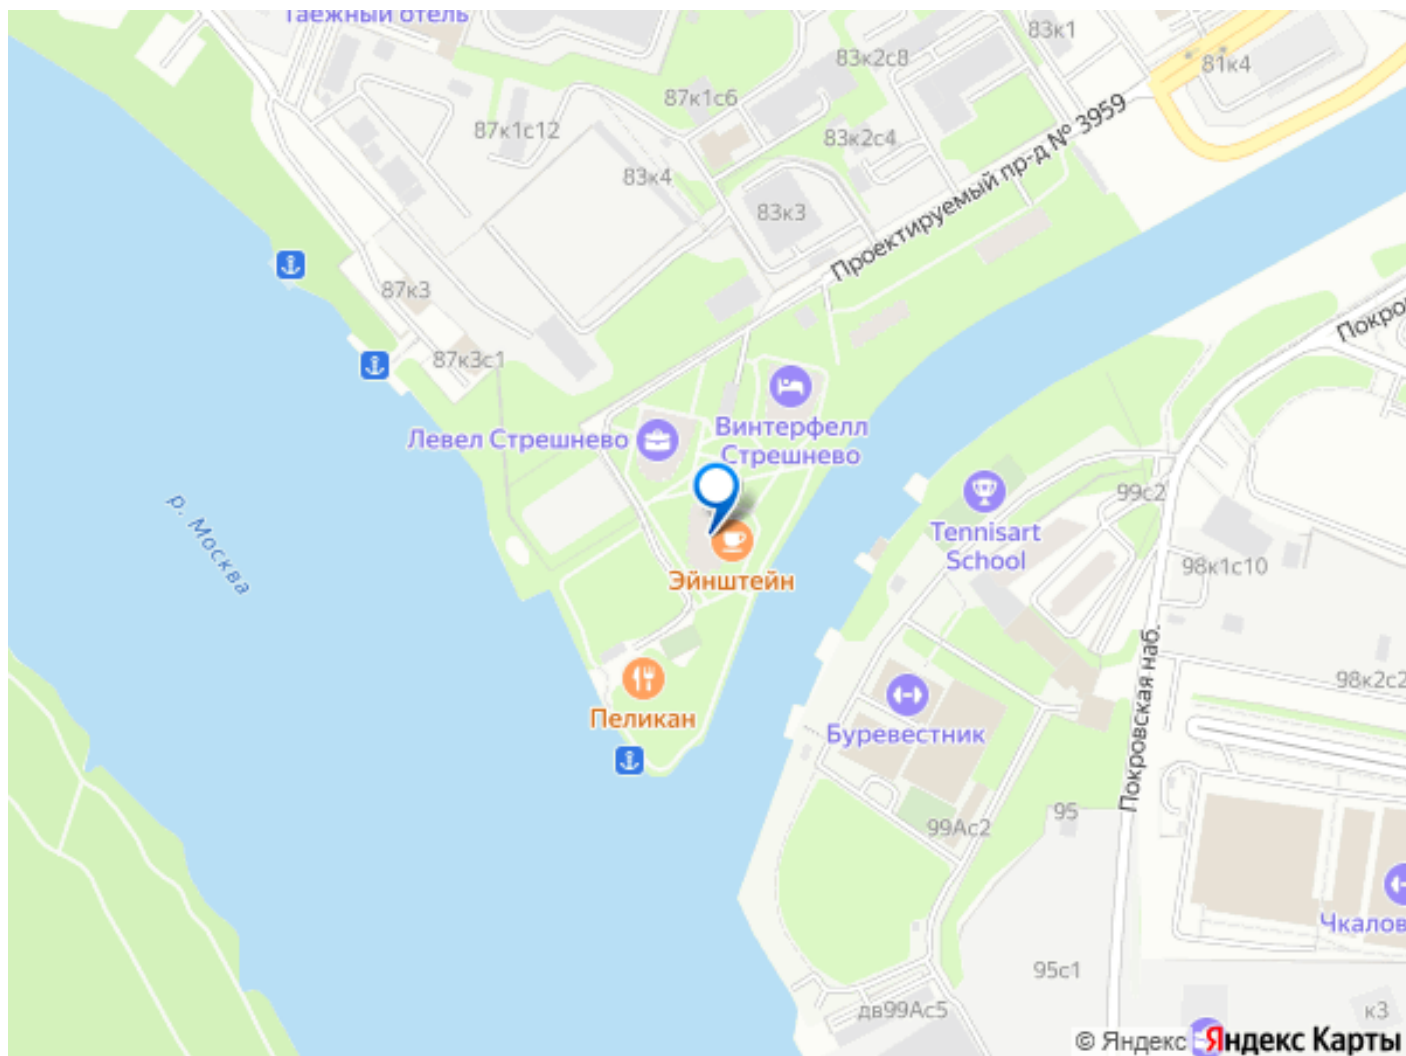 Таёжный отель
83к1
83к2с8
81к4
87к1с6
87к1с12
83к2с4
Проектируемый пр-д № 3959
83к4
83к3
87к3
Покро
87к3с1
Левел Стрешнево
Винтерфелл
Стрешнево
р. Москва
99с2
Tennisart
School
Эйнштейн
98к1с10
Покровская наб.
98к2с2
Пеликан
Буревестник
95
99Ас2
Чкалов
95с1
дв99Ас5
к3
© Яндекс
Яндекс Карты